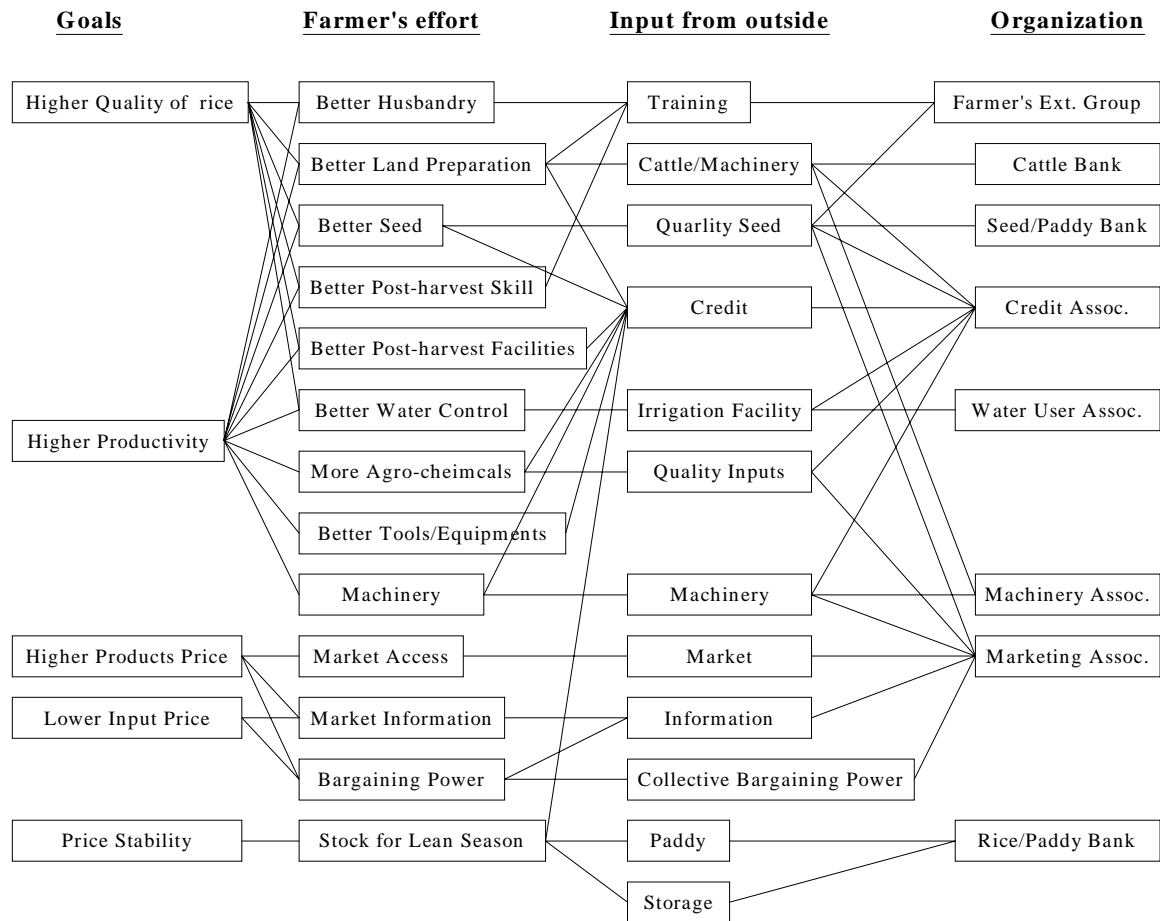 Goals Farmer's effort Input from outside Organization
Higher Quality of rice Better Husbandry Training Farmer's Ext. Group
Better Land Preparation Cattle/Machinery Cattle Bank
Better Seed Quarlity Seed Seed/Paddy Bank
Better Post-harvest Skill Credit Credit Assoc.
Better Post-harvest Facilities
Better Water Control Irrigation Facility Water User Assoc.
Higher Productivity
More Agro-cheimcals Quality Inputs
Better Tools/Equipments
Machinery Machinery Machinery Assoc.
Higher Products Price Market Access Market Marketing Assoc.
Lower Input Price Market Information Information
Bargaining Power Collective Bargaining Power
Price Stability Stock for Lean Season Paddy Rice/Paddy Bank
Storage